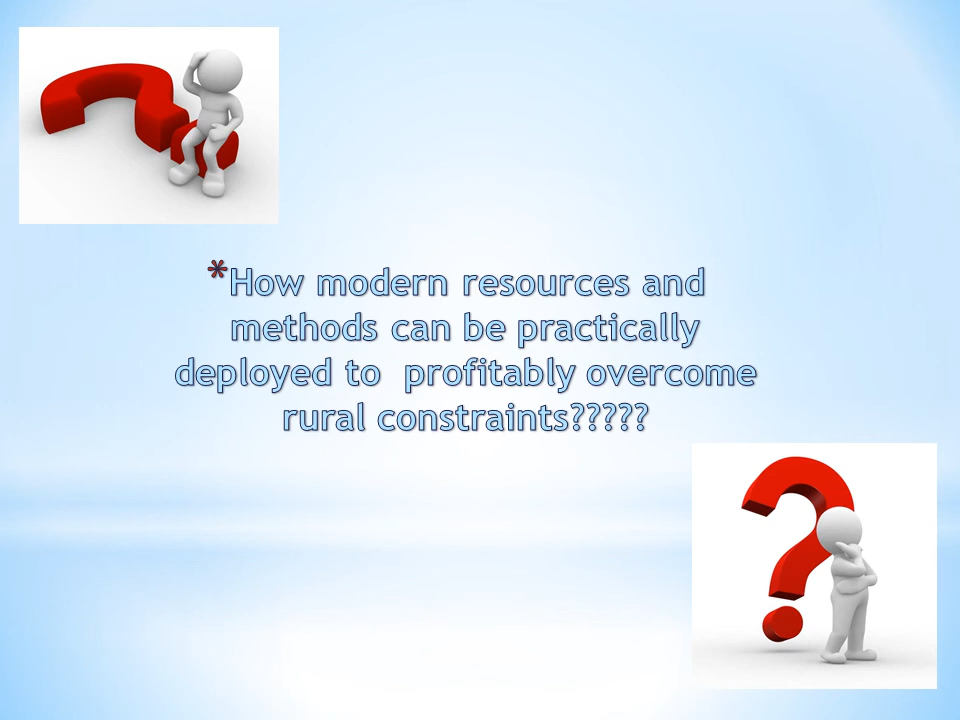 *How modern resources and
methods can be practically
deployed to  profitably overcome
rural constraints?????